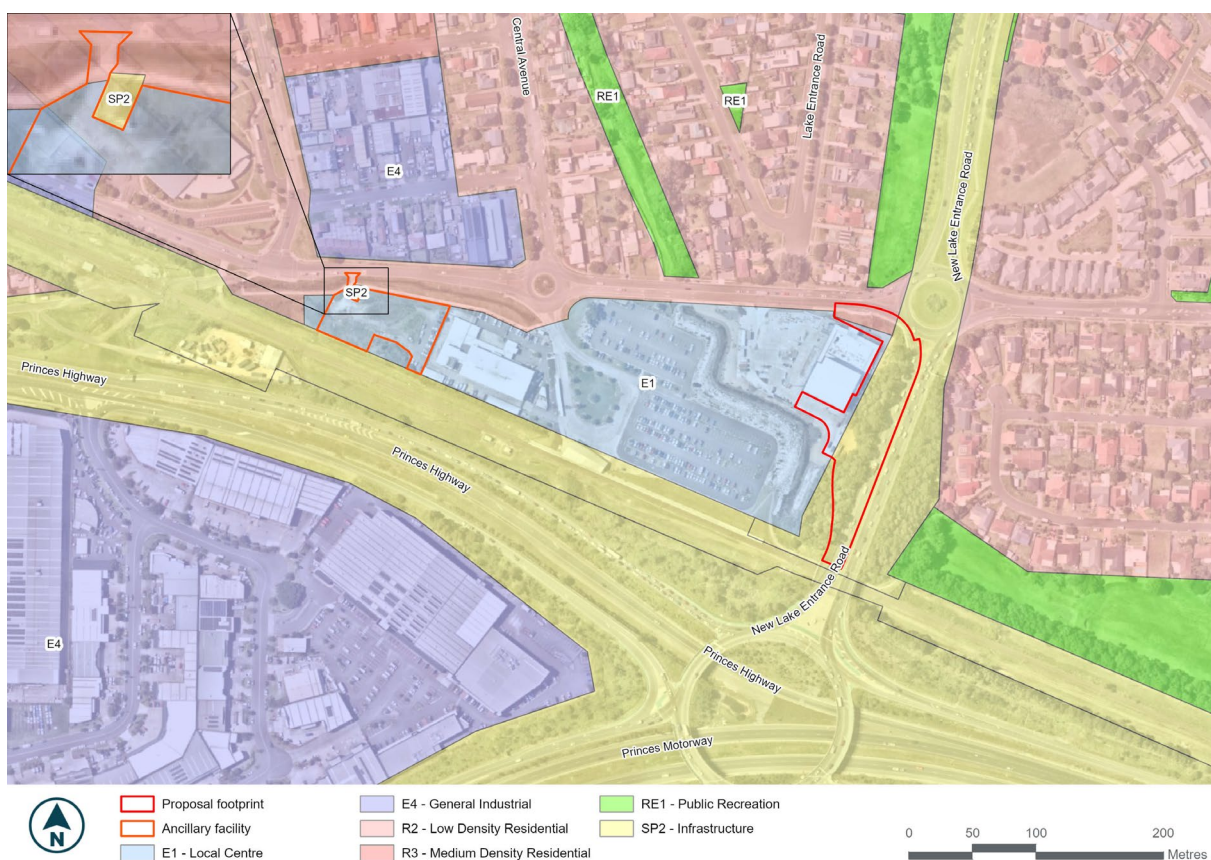 SP2
Central Avenue
RE1
RE1
Lake Entrance Road
New Lake Entrance Road
E4
SP2
Princes Highway
E1
Princes Highway
E4
New Lake Entrance Road
Princes Highway
Princes Motorway
N
Proposal footprint
Ancillary facility
E1 - Local Centre
E4 - General Industrial
R2 - Low Density Residential
R3 - Medium Density Residential
RE1 - Public Recreation
SP2 - Infrastructure
0 50 100 200
Metres